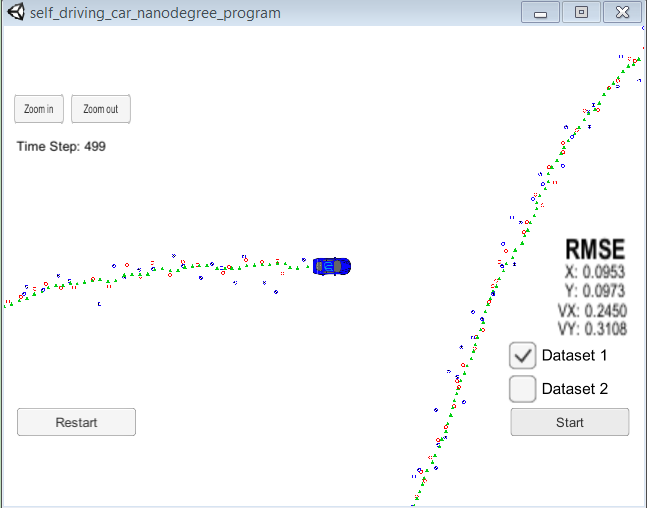 self_driving_car_nanodegree_program
Zoom in
Zoom out
Time Step: 499
RMSE
X: 0.0953
Y: 0.0973
VX: 0.2450
VY: 0.3108
Dataset 1
Dataset 2
Restart
Start